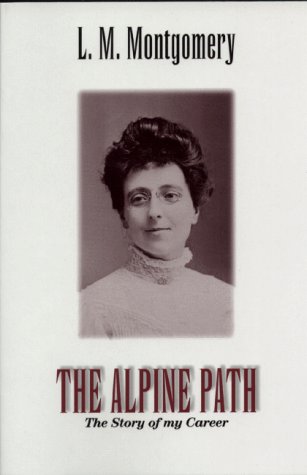 L. M. Montgomery
THE ALPINE PATH
The Story of my Career